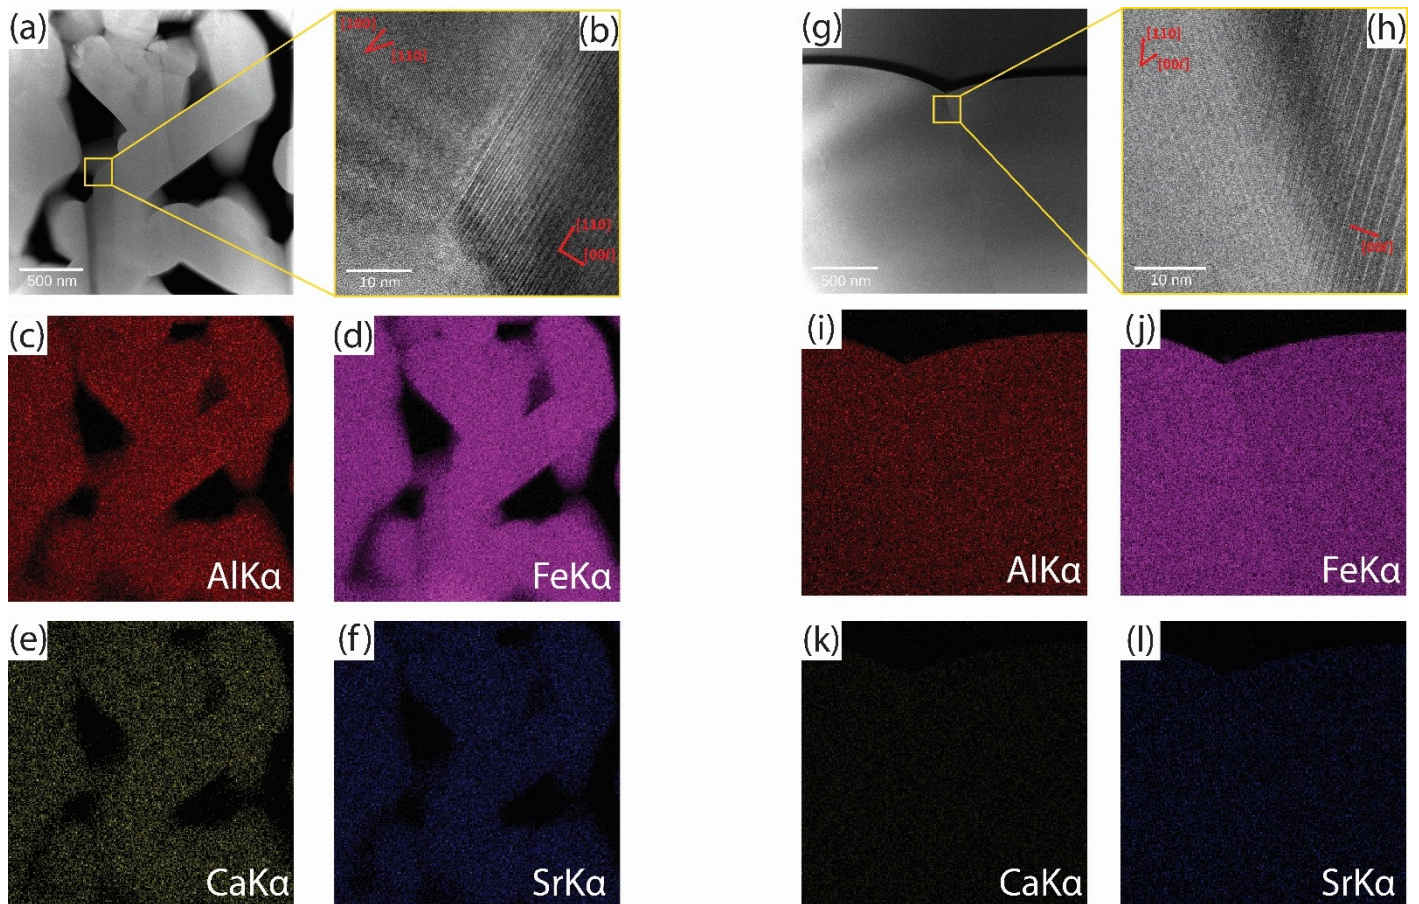 (a)
500 nm
(b)
[100]
[110]
[110]
[00ℓ]
10 nm
(g)
500 nm
(h)
[110]
[00ℓ]
[00ℓ]
10 nm
(c)
AlKα
(d)
FeKα
(i)
AlKα
(j)
FeKα
(e)
CaKα
(f)
SrKα
(k)
CaKα
(l)
SrKα